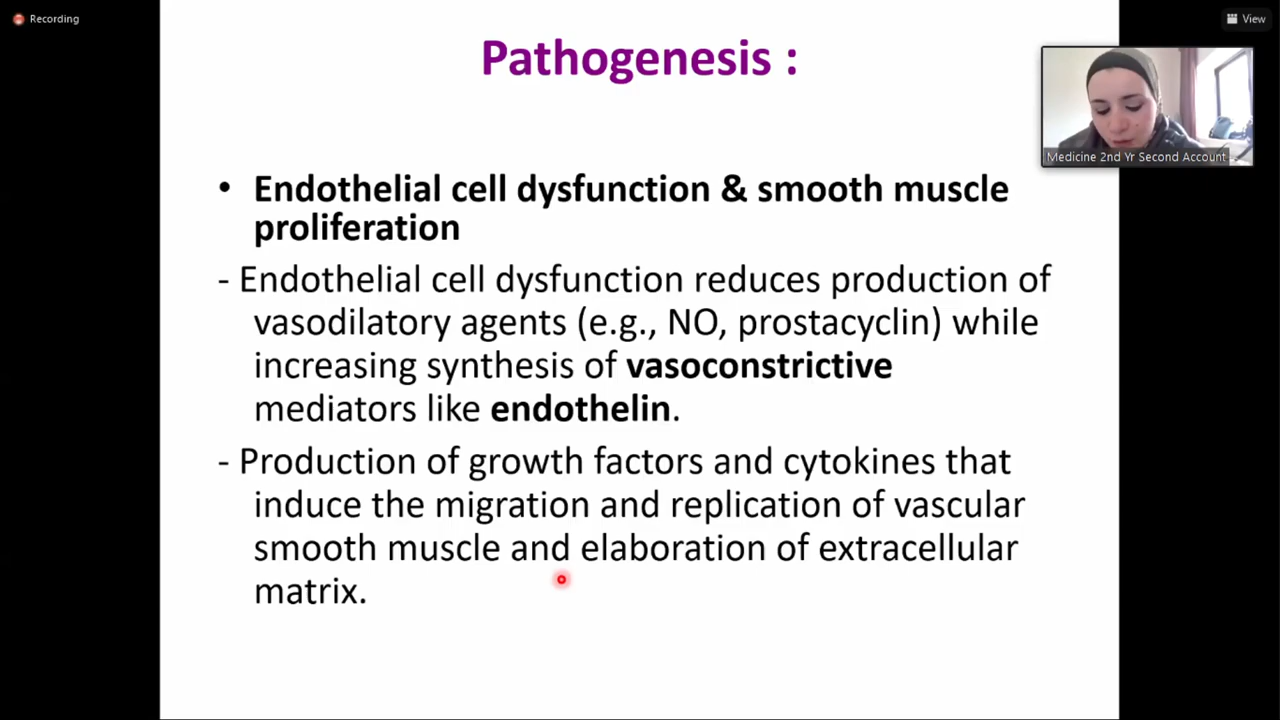 Recording
View
Pathogenesis :
Medicine 2nd Yr Second Account
• Endothelial cell dysfunction & smooth muscle
proliferation
- Endothelial cell dysfunction reduces production of
vasodilatory agents (e.g., NO, prostacyclin) while
increasing synthesis of vasoconstrictive
mediators like endothelin.
- Production of growth factors and cytokines that
induce the migration and replication of vascular
smooth muscle and elaboration of extracellular
matrix.